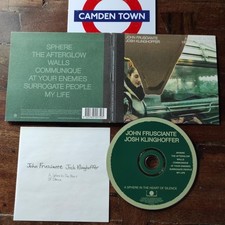 CAMDEN TOWN
SPHERE
THE AFTERGLOW
WALLS
COMMUNIQUE
AT YOUR ENEMIES
SURROGATE PEOPLE
MY LIFE
JOHN FRUSCIANTE
JOSH KLINGHOFFER
John Frusciante Josh Klinghoffer
JOHN FRUSCIANTE
JOSH KLINGHOFFER
A SPHERE IN THE HEART OF SILENCE